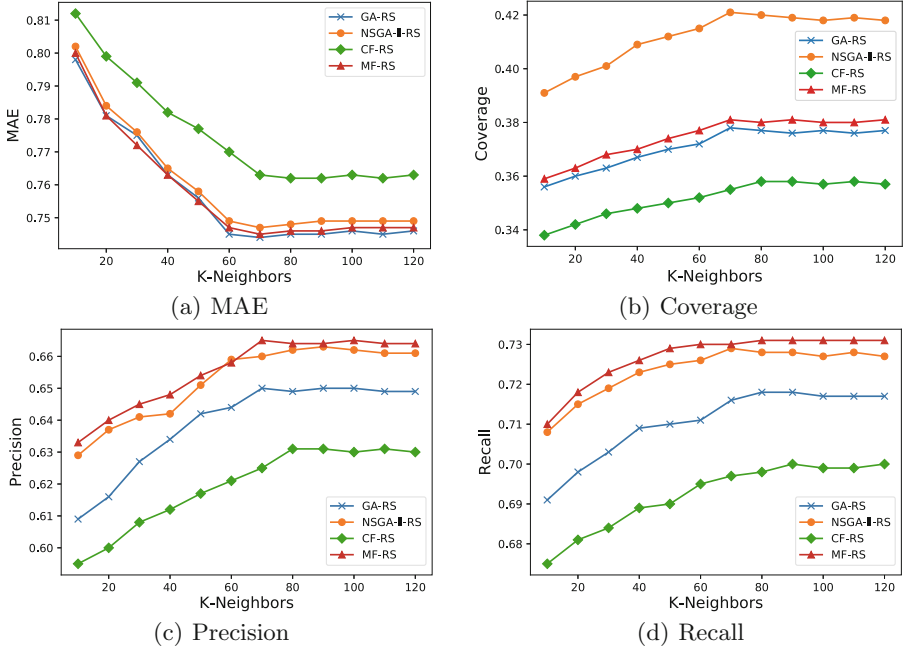 0.81
0.80
0.79
0.78
0.77
0.76
0.75
MAE
20 40 60 80 100 120
K-Neighbors
GA-RS
NSGA-II-RS
CF-RS
MF-RS
(a) MAE
0.42
0.40
0.38
0.36
0.34
Coverage
20 40 60 80 100 120
K-Neighbors
GA-RS
NSGA-II-RS
CF-RS
MF-RS
(b) Coverage
0.66
0.65
0.64
0.63
0.62
0.61
0.60
Precision
20 40 60 80 100 120
K-Neighbors
GA-RS
NSGA-II-RS
CF-RS
MF-RS
(c) Precision
0.73
0.72
0.71
0.70
0.69
0.68
Recall
20 40 60 80 100 120
K-Neighbors
GA-RS
NSGA-II-RS
CF-RS
MF-RS
(d) Recall